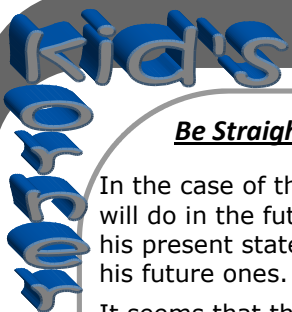 kid's
corner
Be Straigh
In the case of th
will do in the fut
his present state
his future ones.
It seems that th